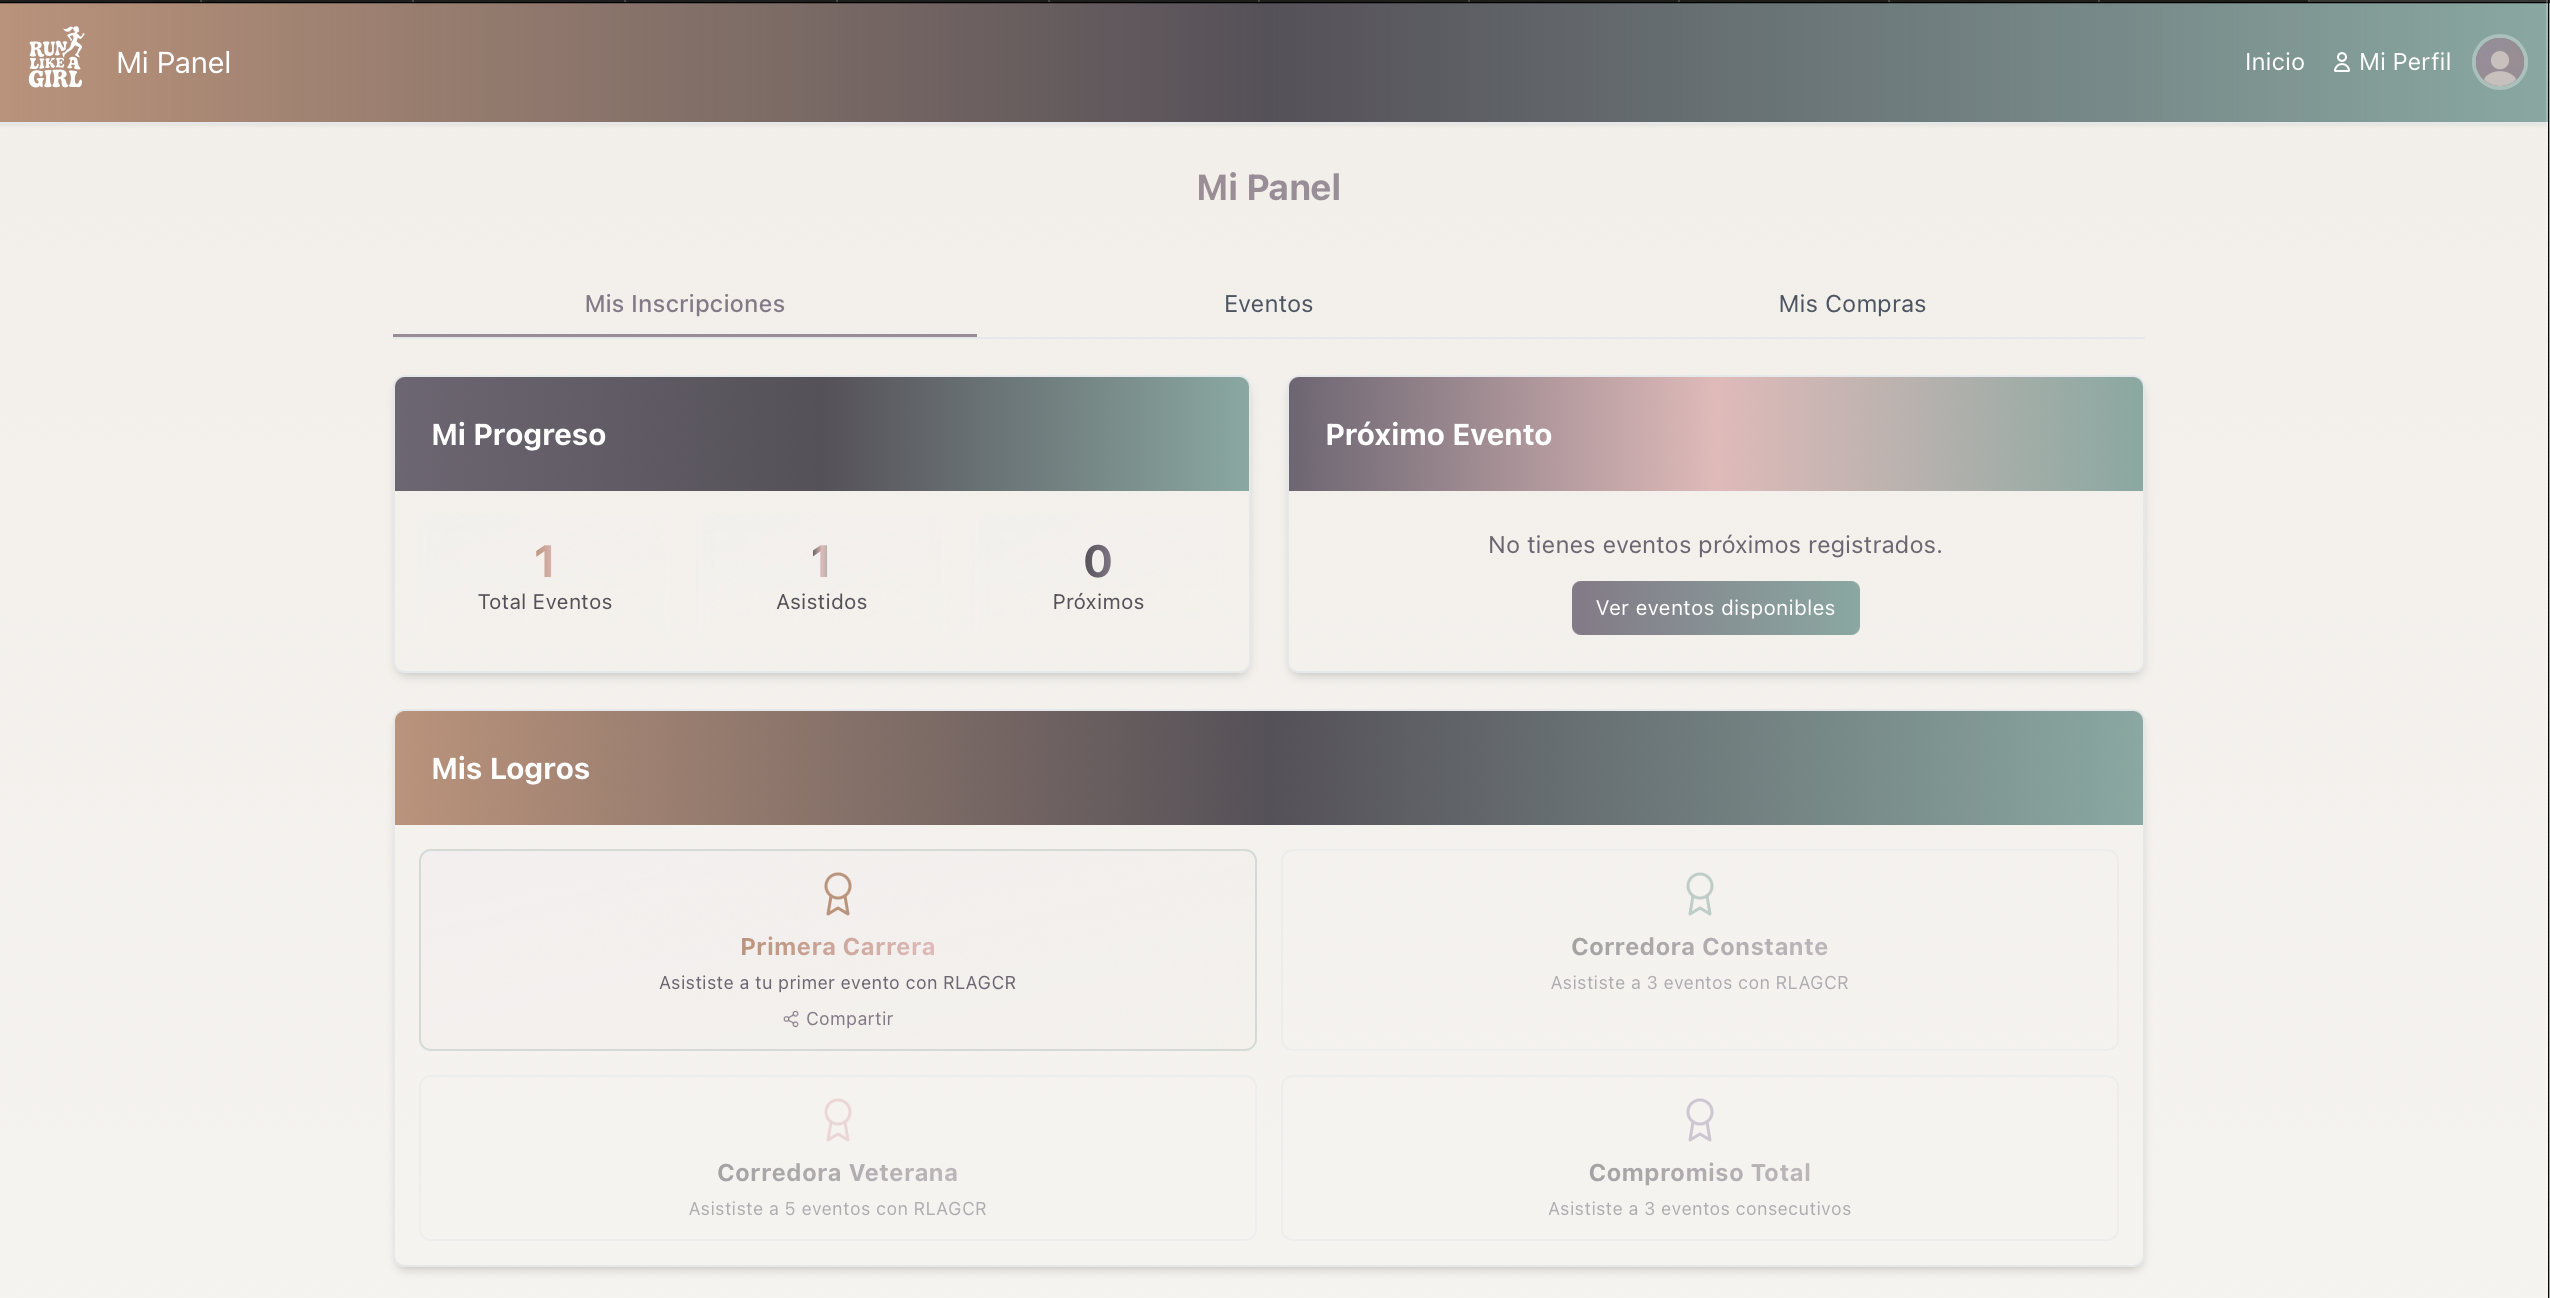 RUN
LIKE A
GIRL
Mi Panel
Inicio
Mi Perfil
Mi Panel
Mis Inscripciones
Eventos
Mis Compras
Mi Progreso
1
Total Eventos
1
Asistidos
0
Próximos
Próximo Evento
No tienes eventos próximos registrados.
Ver eventos disponibles
Mis Logros
Primera Carrera
Asististe a tu primer evento con RLAGCR
Compartir
Corredora Constante
Asististe a 3 eventos con RLAGCR
Corredora Veterana
Asististe a 5 eventos con RLAGCR
Compromiso Total
Asististe a 3 eventos consecutivos